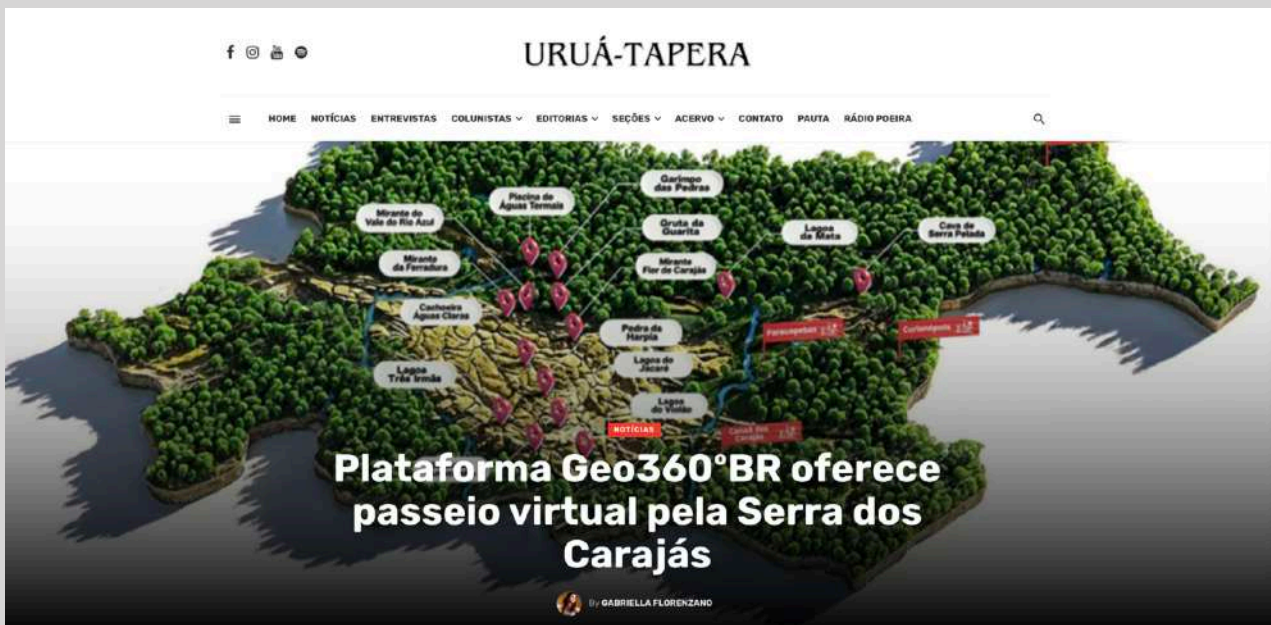 URUÁ-TAPERA
HOME NOTÍCIAS ENTREVISTAS COLUNISTAS EDITORIAS SEÇÕES ACERVO CONTATO PAUTA RÁDIO POEIRA
Garimpo
das Pedras
Piscina de
Águas Termais
Mirante do
Vale do Rio Azul
Gruta da
Guarita
Lagoa
da Mata
Cava de
Serra Pelada
Mirante
da Ferradura
Mirante
Flor de Carajás
Cachoeira
Águas Claras
Pedra da
Harpia
Parauapebas
Curionópolis
Lagoa do
Jacaré
Lagoa
Três Irmãs
Lagoa
do Violão
Canaã dos
Carajás
NOTÍCIAS
Plataforma Geo360°BR oferece
passeio virtual pela Serra dos
Carajás
By GABRIELLA FLORENZANO